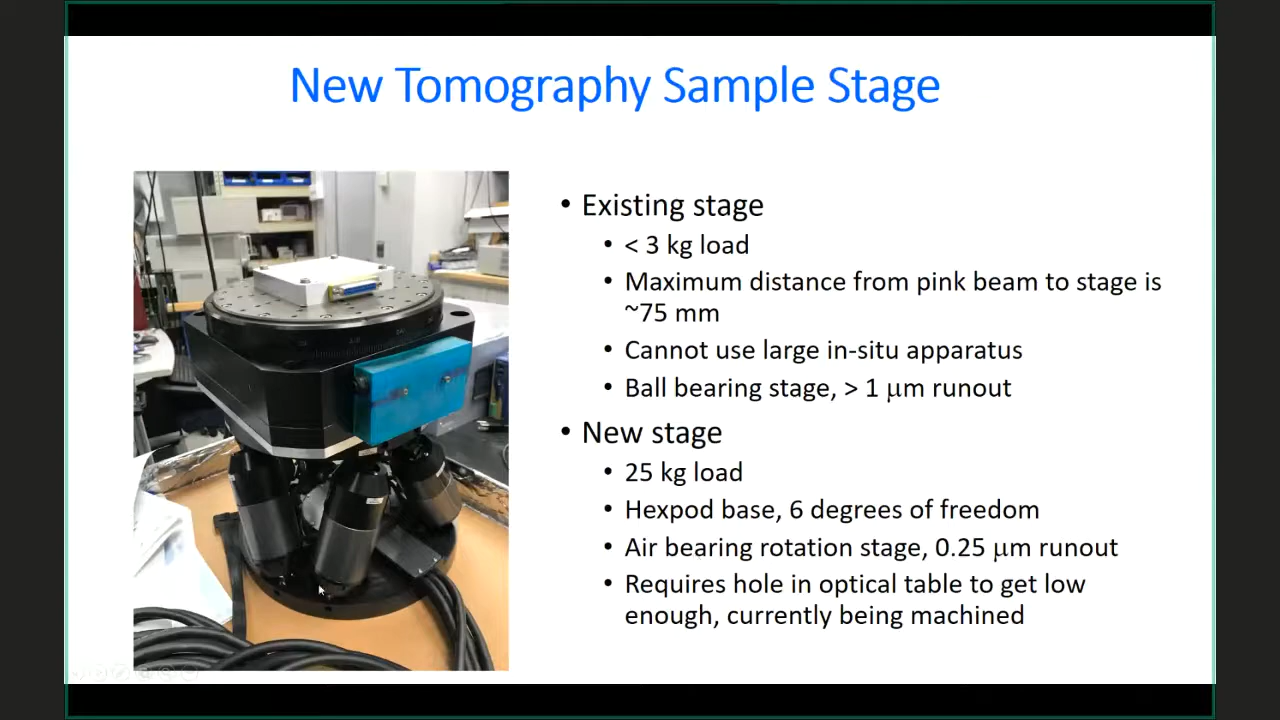 New Tomography Sample Stage
• Existing stage
• < 3 kg load
• Maximum distance from pink beam to stage is
~75 mm
• Cannot use large in-situ apparatus
• Ball bearing stage, > 1 μm runout
• New stage
• 25 kg load
• Hexpod base, 6 degrees of freedom
• Air bearing rotation stage, 0.25 μm runout
• Requires hole in optical table to get low
enough, currently being machined